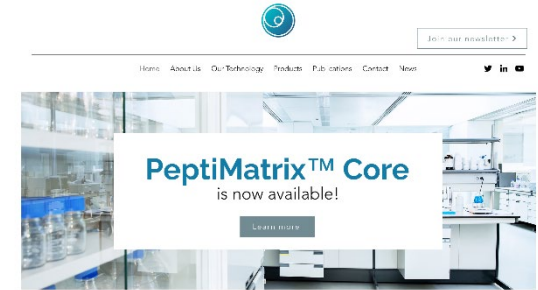 Join our newsletter >
Home About Us Our Technology Products Publications Contact News
PeptiMatrix™ Core
is now available!
Learn more